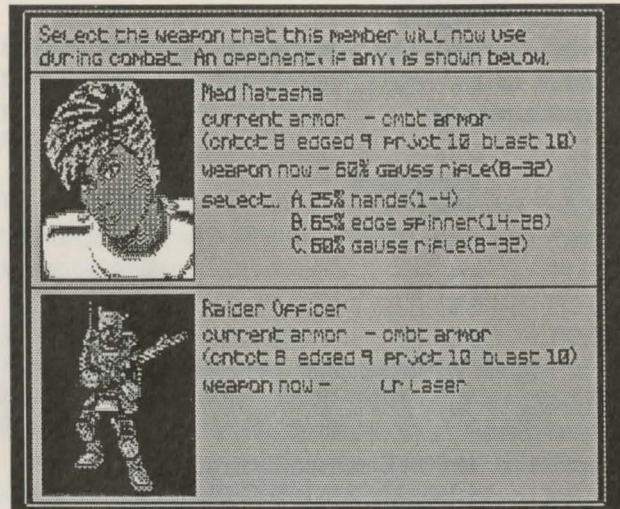 Select the weapon that this member will now use
during combat. An opponent, if any, is shown below.
Med Natasha
current armor - cmbt armor
(cntct 8 edged 9 prjct 10 blast 10)
weapon now - 60% gauss rifle(8-32)
select. A. 25% hands(1-4)
B. 65% edge spinner(14-28)
C. 60% gauss rifle(8-32)
Raider Officer
current armor - cmbt armor
(cntct 8 edged 9 prjct 10 blast 10)
weapon now - Lr Laser